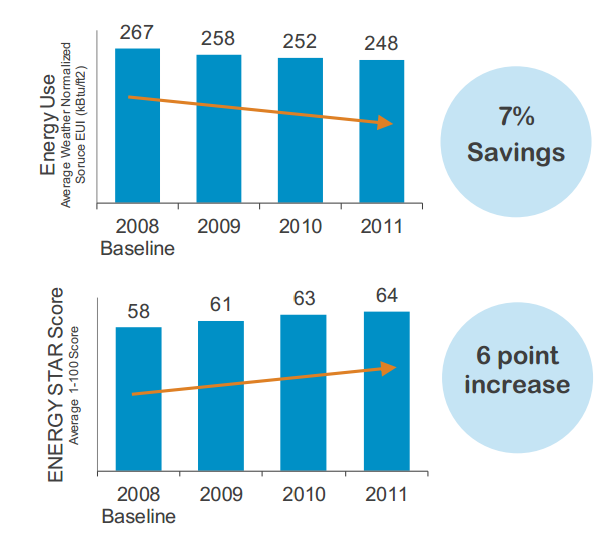 267 258 252 248
Energy Use
Average Weather Normalized
Soruce EUI (kBtu/ft2)
2008 2009 2010 2011
Baseline
7%
Savings
58 61 63 64
ENERGY STAR Score
Average 1-100 Score
2008 2009 2010 2011
Baseline
6 point
increase